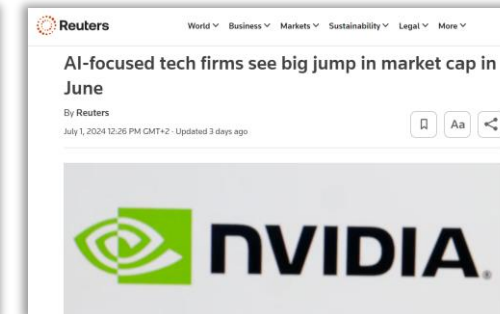 Reuters
World Business Markets Sustainability Legal More
AI-focused tech firms see big jump in market cap in
June
By Reuters
July 1, 2024 12:26 PM GMT+2 · Updated 3 days ago
Aa
NVIDIA.